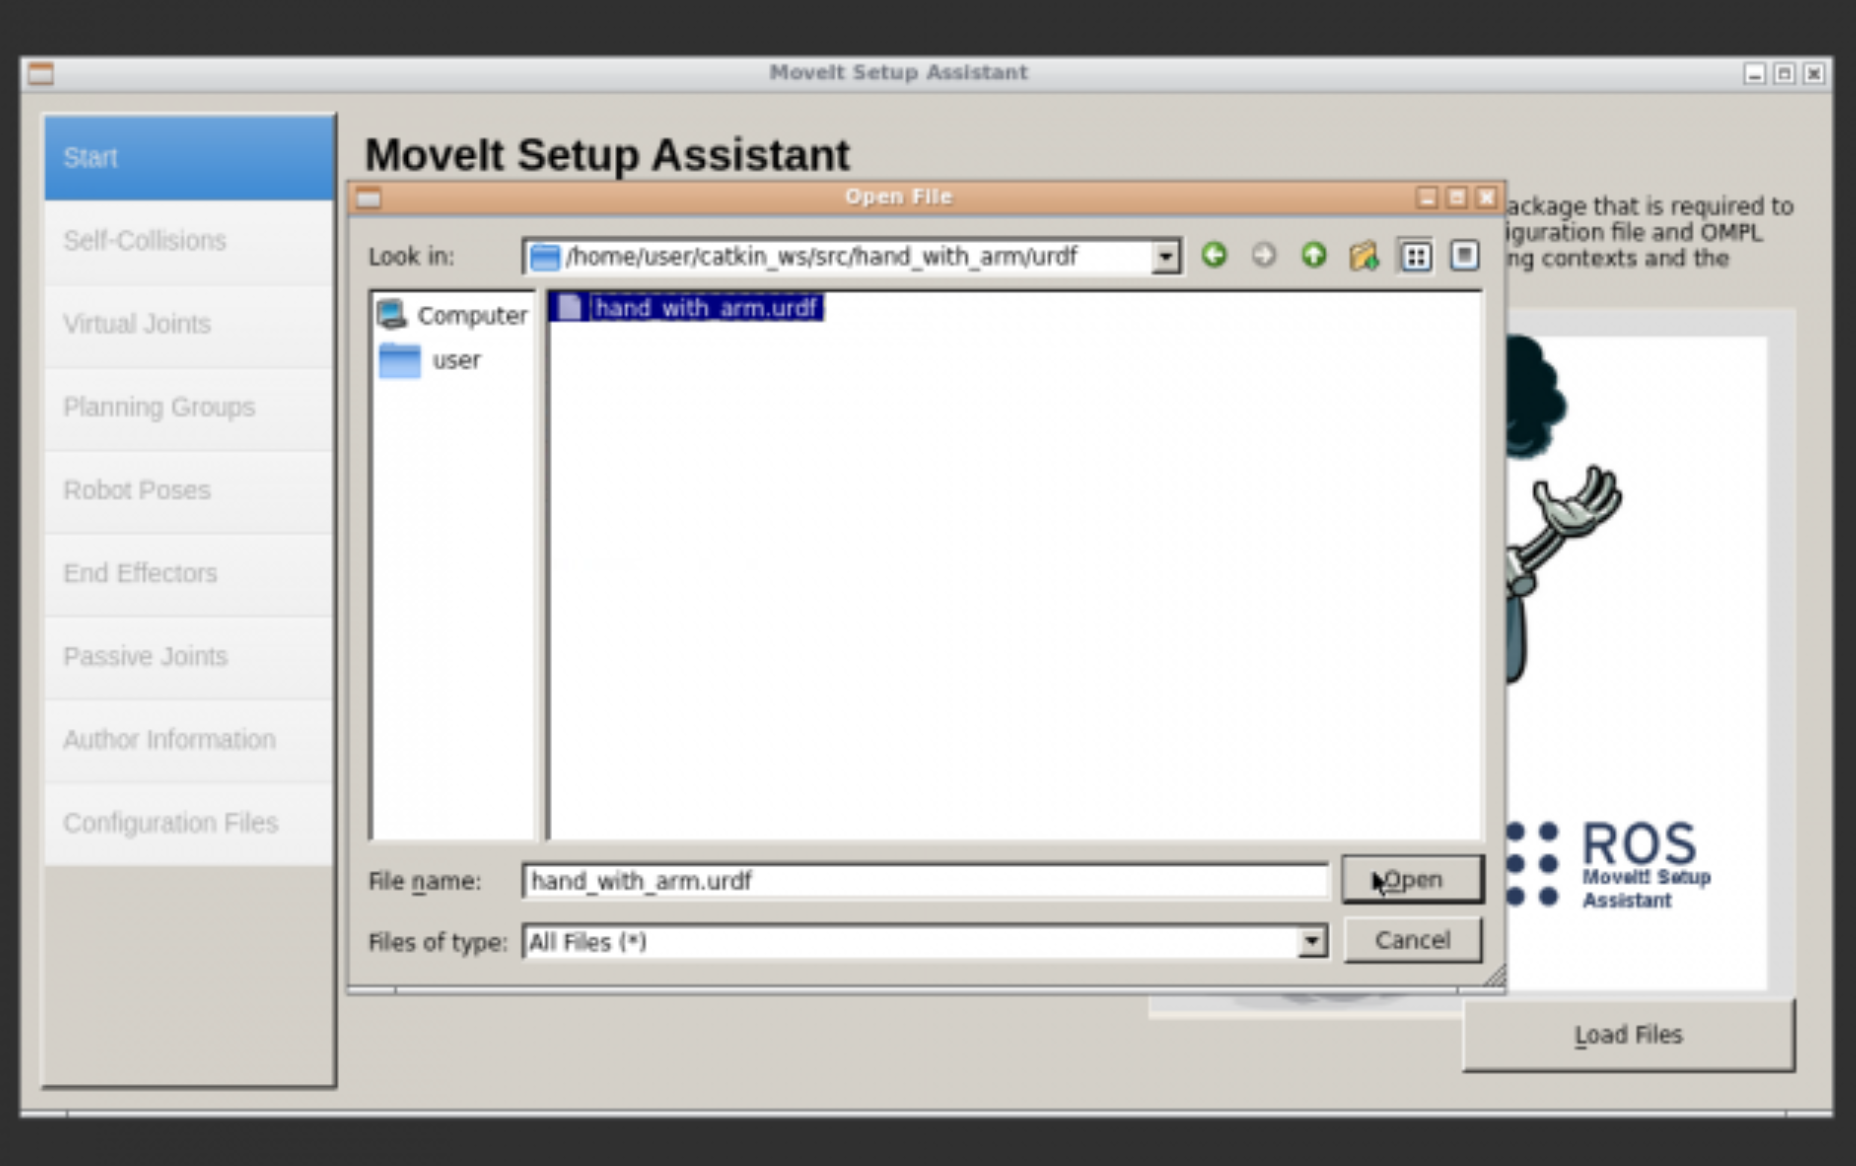 MoveIt Setup Assistant
Start
Self-Collisions
Virtual Joints
Planning Groups
Robot Poses
End Effectors
Passive Joints
Author Information
Configuration Files
MoveIt Setup Assistant
ackage that is required to
iguration file and OMPL
ng contexts and the
Open File
Look in:
/home/user/catkin_ws/src/hand_with_arm/urdf
Computer
user
hand_with_arm.urdf
File name:
hand_with_arm.urdf
Open
Files of type:
All Files (*)
Cancel
ROS
MoveIt! Setup
Assistant
Load Files